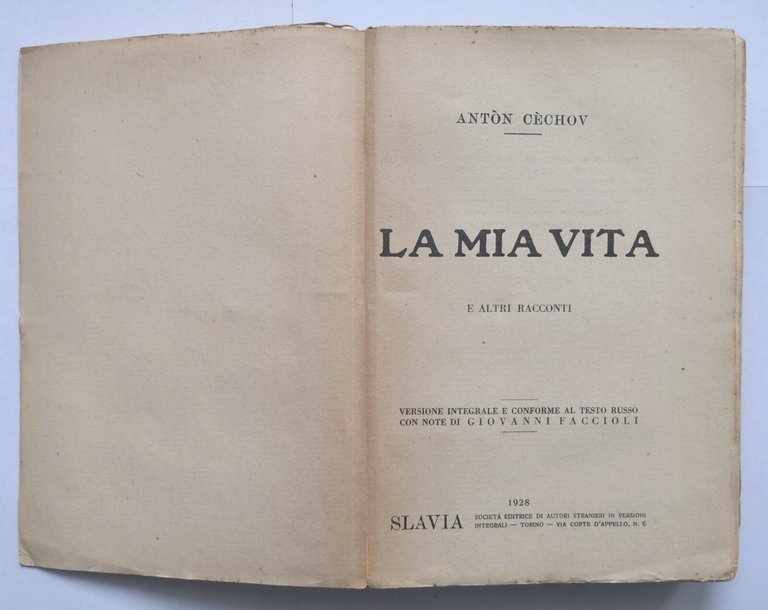 ANTÒN CÈCHOV
LA MIA VITA
E ALTRI RACCONTI
VERSIONE INTEGRALE E CONFORME AL TESTO RUSSO
CON NOTE DI GIOVANNI FACCIOLI
1928
SLAVIA
SOCIETÀ EDITRICE DI AUTORI STRANIERI IN VERSIONI
INTEGRALI — TORINO — VIA CORTE D'APPELLO, N. 6